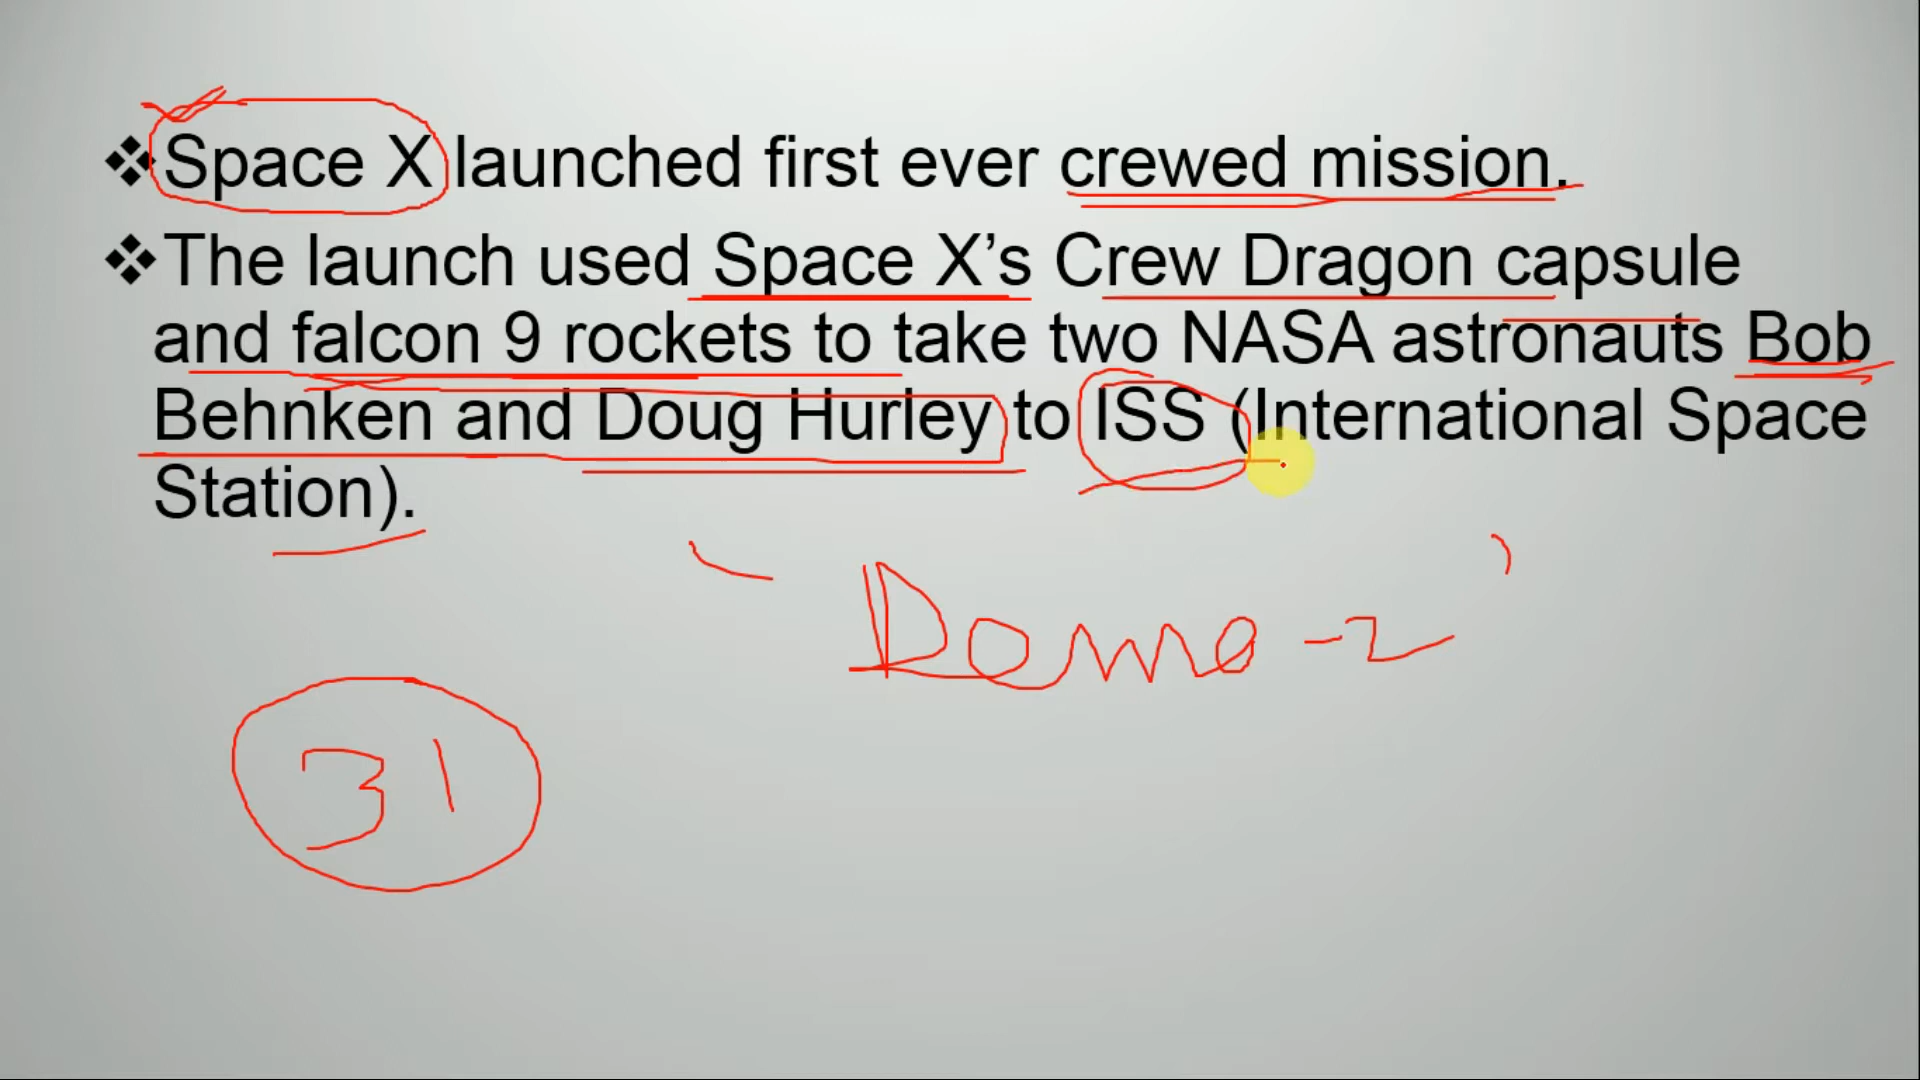 ❖Space X launched first ever crewed mission.
❖The launch used Space X’s Crew Dragon capsule
and falcon 9 rockets to take two NASA astronauts Bob
Behnken and Doug Hurley to ISS (International Space
Station).
Domo-2
31